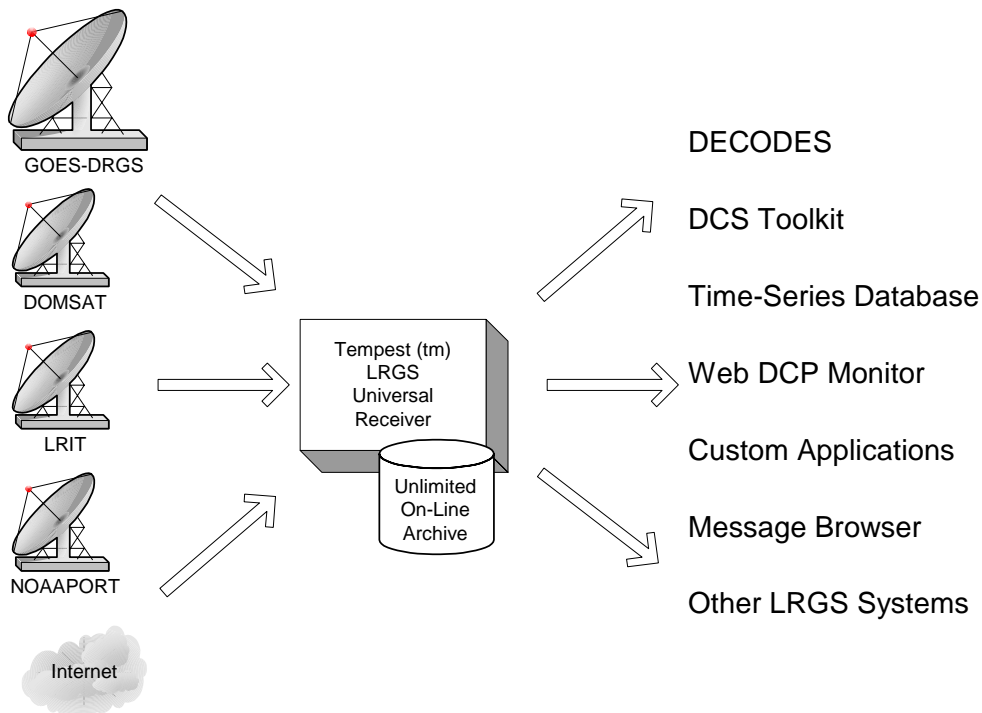 GOES-DRGS
DOMSAT
LRIT
NOAAPORT
Internet
Tempest (tm)
LRGS
Universal
Receiver
Unlimited
On-Line
Archive
DECODES
DCS Toolkit
Time-Series Database
Web DCP Monitor
Custom Applications
Message Browser
Other LRGS Systems